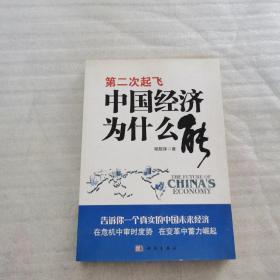 第二次起飞
中国经济
为什么能
THE FUTURE OF
CHINA'S
ECONOMY
告诉你一个真实的中国未来经济
在危机中审时度势 在变革中蓄力崛起